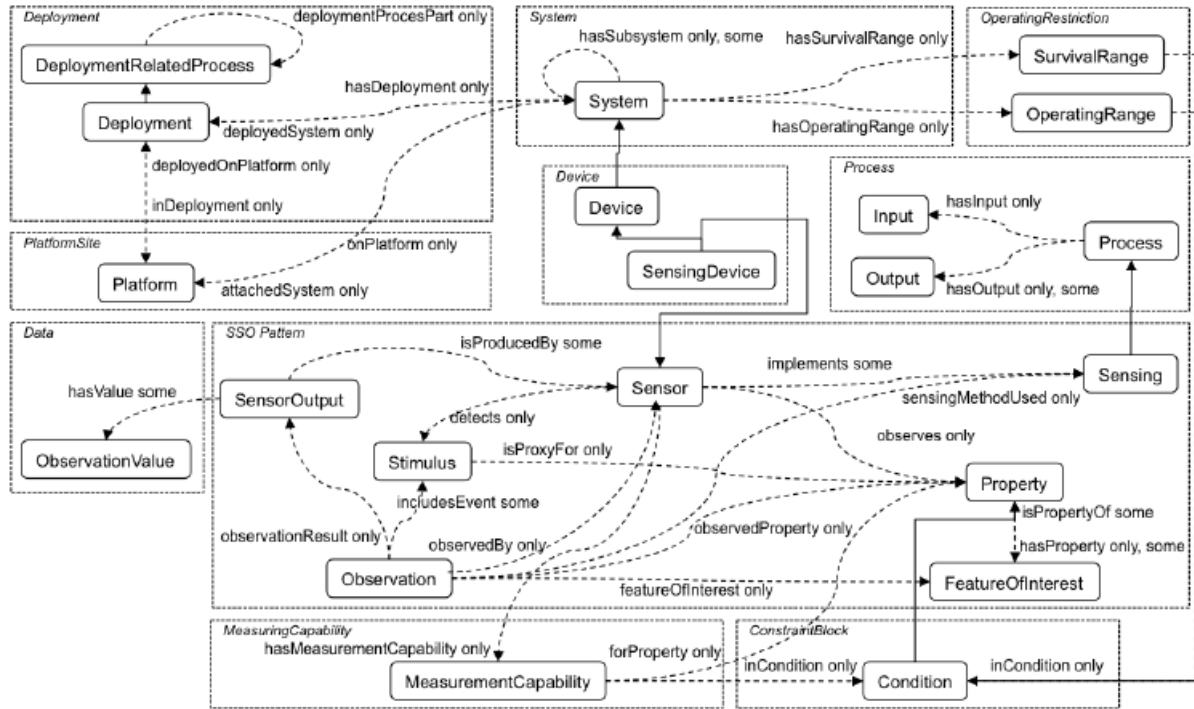 Deployment
deploymentProcesPart only
DeploymentRelatedProcess
hasDeployment only
Deployment
deployedSystem only
deployedOnPlatform only
inDeployment only
System
hasSubsystem only, some
hasSurvivalRange only
System
hasOperatingRange only
OperatingRestriction
SurvivalRange
OperatingRange
PlatformSite
onPlatform only
Platform
attachedSystem only
Device
Device
SensingDevice
Process
hasInput only
Input
Process
Output
hasOutput only, some
Data
hasValue some
ObservationValue
SSO Pattern
isProducedBy some
SensorOutput
Sensor
implements some
Sensing
sensingMethodUsed only
detects only
observes only
Stimulus
isProxyFor only
Property
includesEvent some
isPropertyOf some
observationResult only
observedBy only
observedProperty only
hasProperty only, some
Observation
featureOfInterest only
FeatureOfInterest
MeasuringCapability
hasMeasurementCapability only
forProperty only
MeasurementCapability
ConstraintBlock
inCondition only
Condition
inCondition only